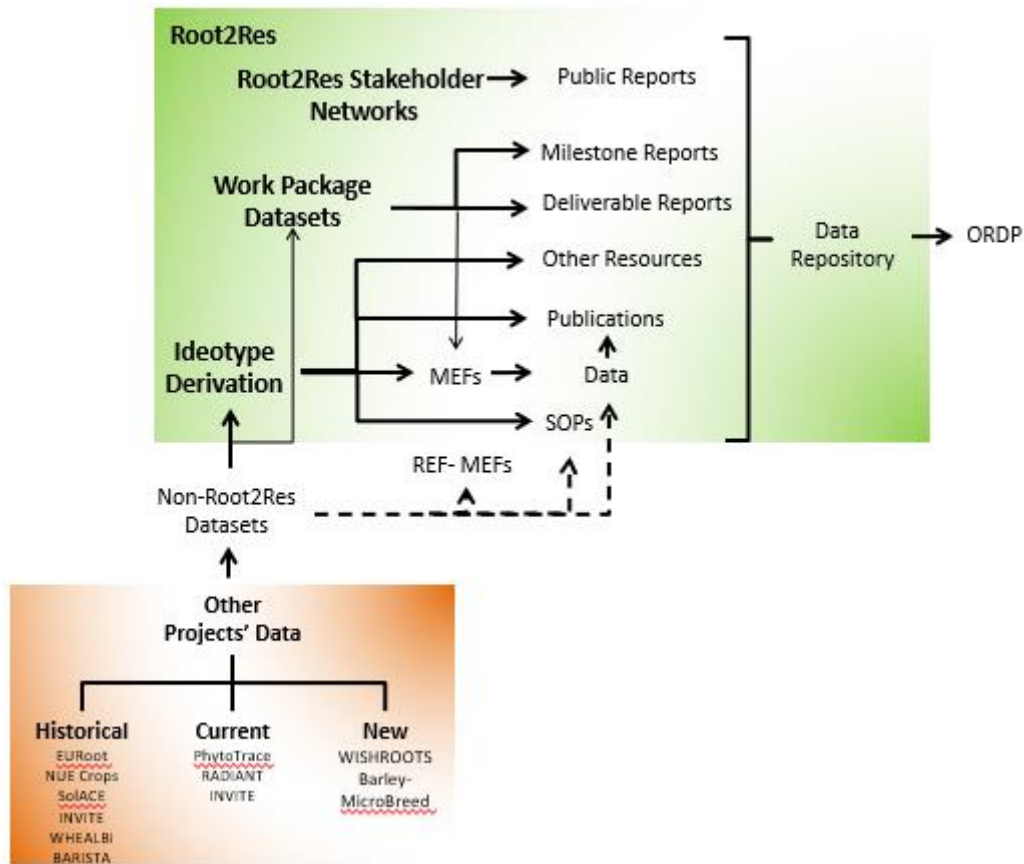 Root2Res
Root2Res Stakeholder
Networks
Public Reports
Milestone Reports
Work Package
Datasets
Deliverable Reports
Other Resources
Data
Repository
ORDP
Publications
Ideotype
Derivation
MEFs
Data
SOPs
REF- MEFs
Non-Root2Res
Datasets
Other
Projects' Data
Historical
EURoot
NUE Crops
SolACE
INVITE
WHEALBI
BARISTA
Current
PhytoTrace
RADIANT
INVITE
New
WISHROOTS
Barley-
MicroBreed